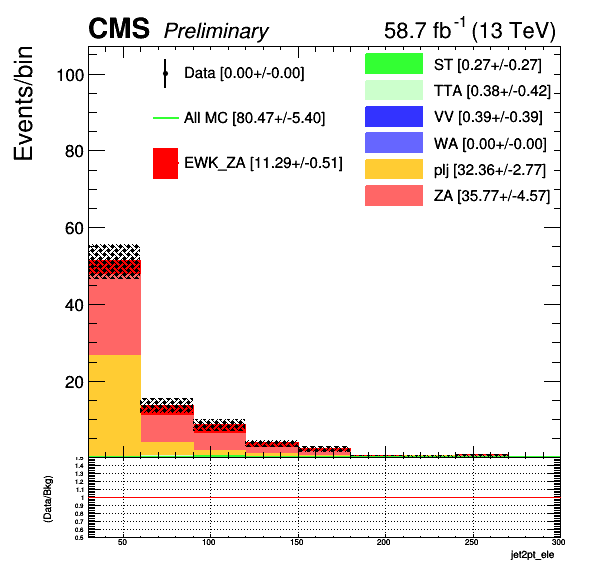 CMS Preliminary 58.7 fb-1 (13 TeV)
Events/bin
100
80
60
40
20
Data [0.00+/-0.00]
All MC [80.47+/-5.40]
EWK_ZA [11.29+/-0.51]
ST [0.27+/-0.27]
TTA [0.38+/-0.42]
VV [0.39+/-0.39]
WA [0.00+/-0.00]
plj [32.36+/-2.77]
ZA [35.77+/-4.57]
(Data/Bkg)
1.5
1.4
1.3
1.2
1.1
1
0.9
0.8
0.7
0.6
0.5
50 100 150 200 250 300
jet2pt_ele